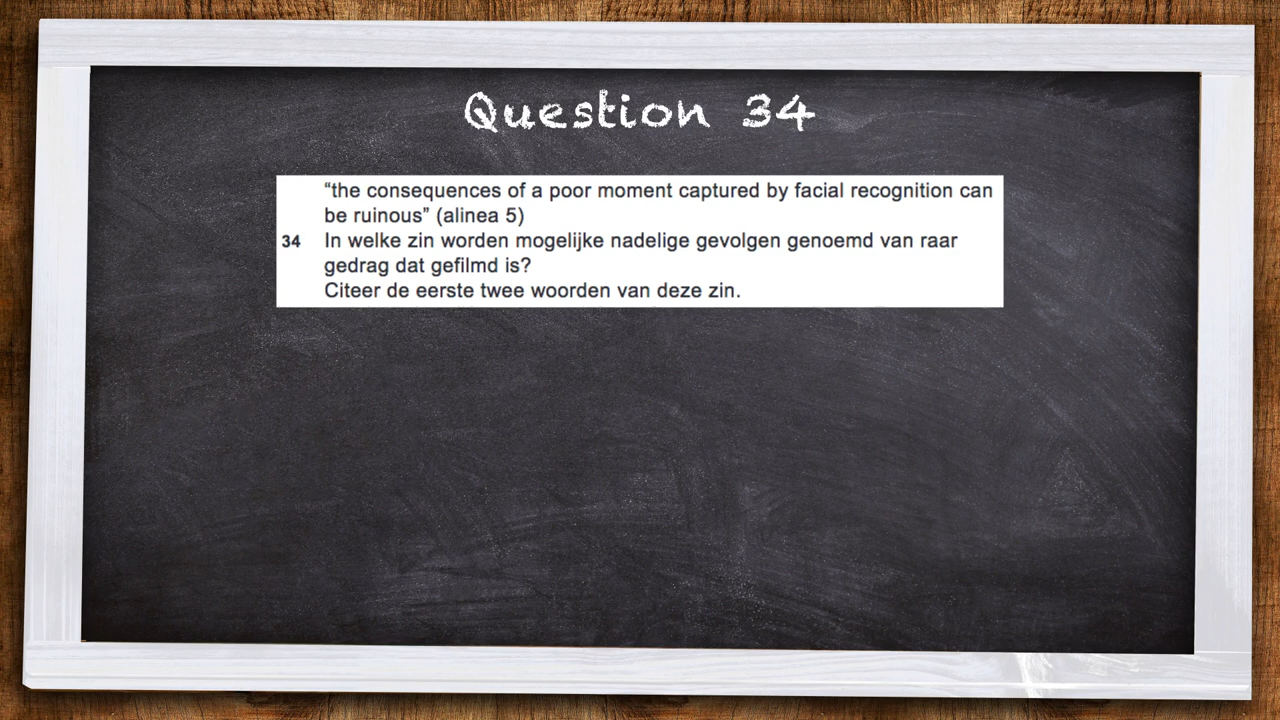 Question 34
“the consequences of a poor moment captured by facial recognition can
be ruinous” (alinea 5)
34 In welke zin worden mogelijke nadelige gevolgen genoemd van raar
gedrag dat gefilmd is?
Citeer de eerste twee woorden van deze zin.